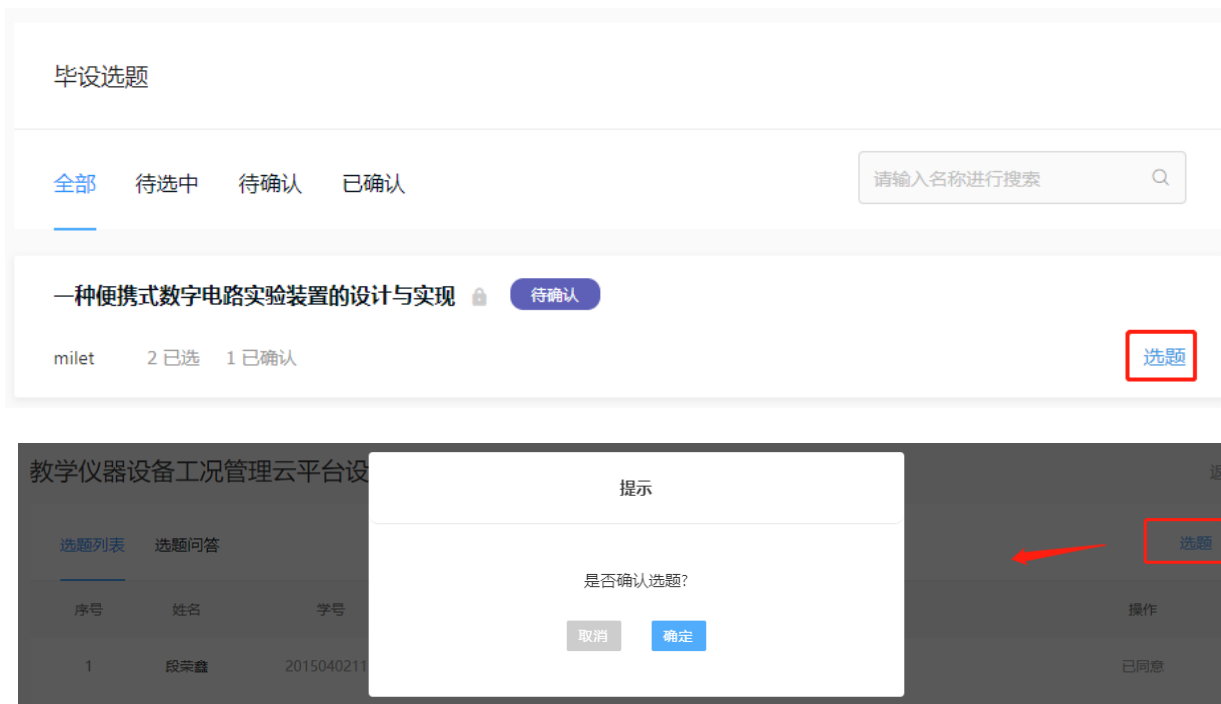 毕设选题
全部 待选中 待确认 已确认 请输入名称进行搜索
一种便携式数字电路实验装置的设计与实现 待确认
milet 2 已选 1 已确认 选题
教学仪器设备工况管理云平台设 提示 返
选题列表 选题问答 选题
是否确认选题?
序号 姓名 学号 操作
取消 确定
1 段荣鑫 2015040211 已同意